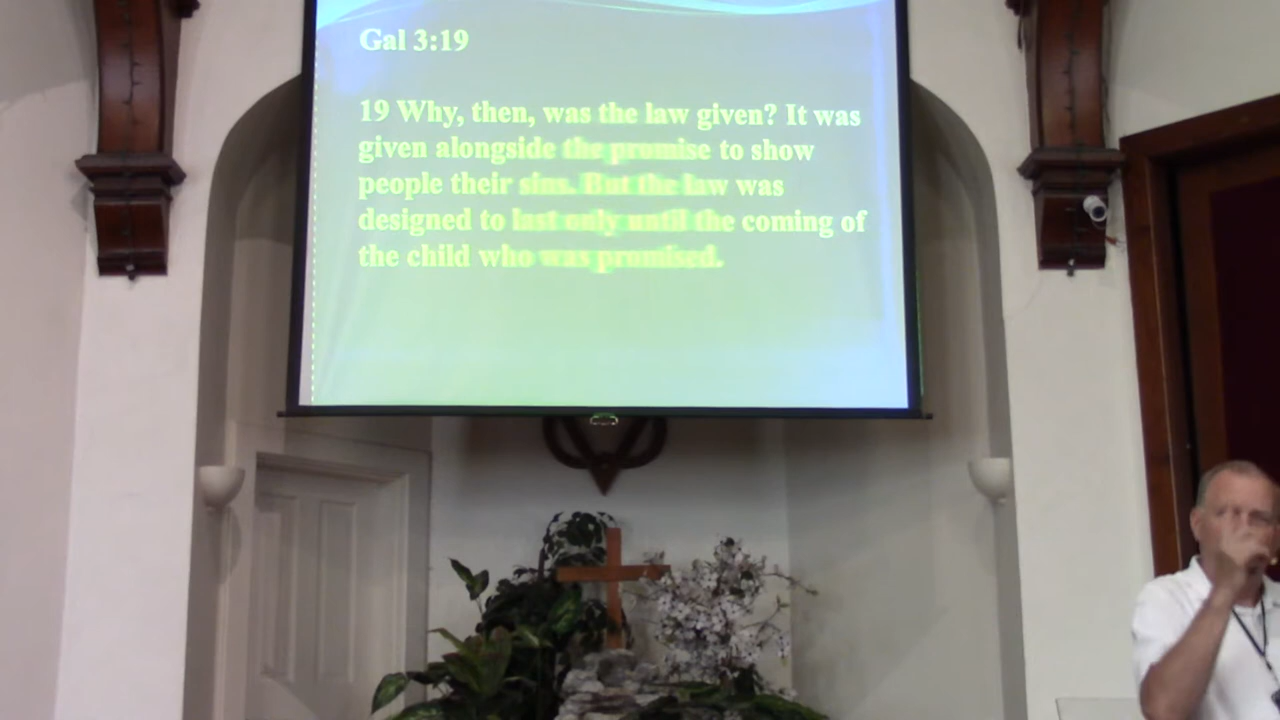 Gal 3:19
19 Why, then, was the law given? It was
given alongside the promise to show
people their sins. But the law was
designed to last only until the coming of
the child who was promised.